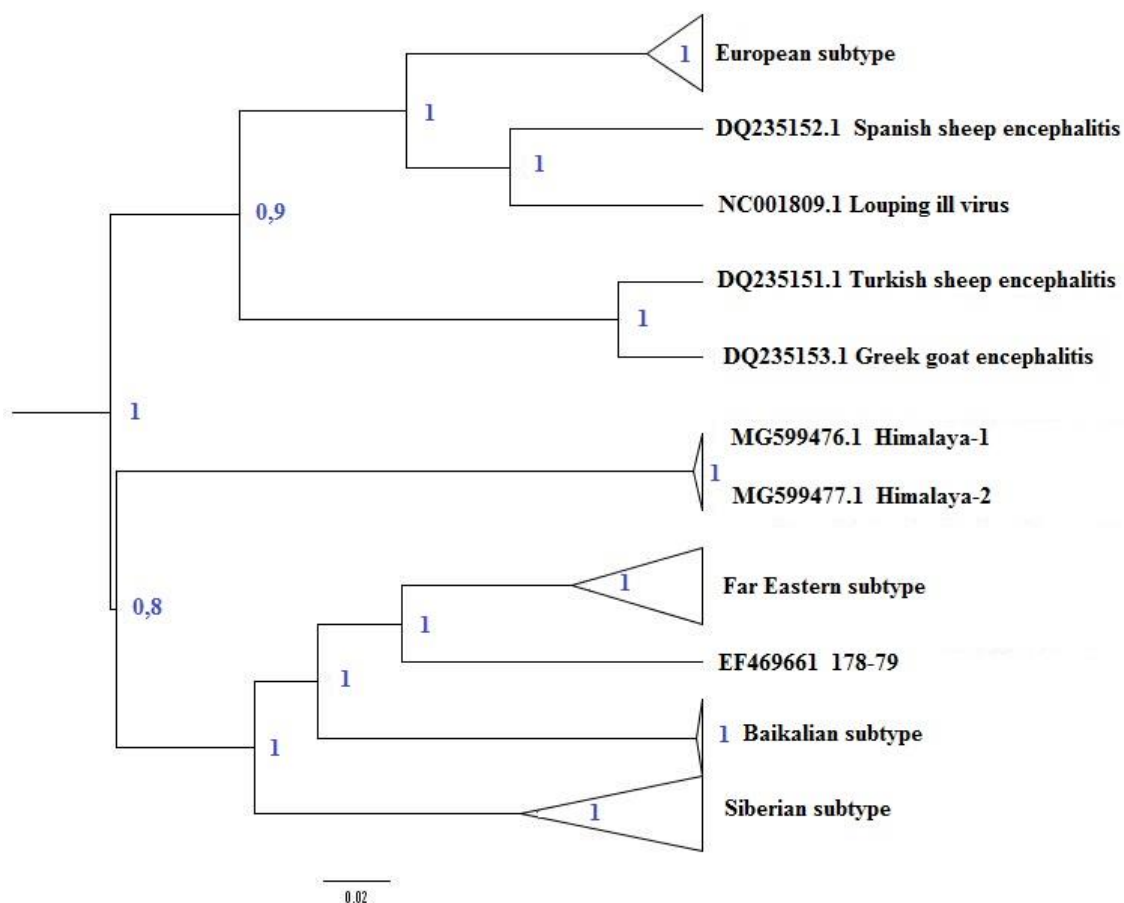 1 European subtype
1
DQ235152.1 Spanish sheep encephalitis
1
NC001809.1 Louping ill virus
0,9
DQ235151.1 Turkish sheep encephalitis
1
DQ235153.1 Greek goat encephalitis
1
MG599476.1 Himalaya-1
1
MG599477.1 Himalaya-2
1 Far Eastern subtype
0,8
1
EF469661 178-79
1
1 Baikalian subtype
1
1 Siberian subtype
0.02